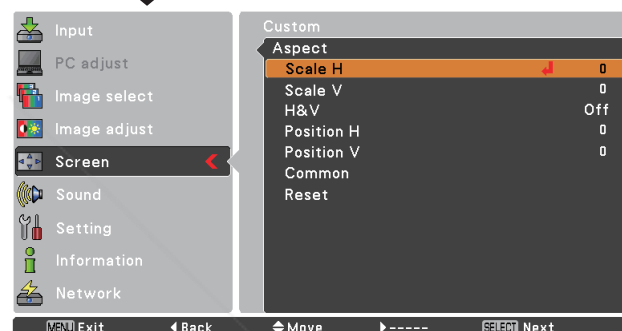 Input
PC adjust
Image select
Image adjust
Screen
Sound
Setting
Information
Network
Custom
Aspect
Scale H 0
Scale V 0
H&V Off
Position H 0
Position V 0
Common
Reset
MENU Exit Back Move ----- SELECT Next